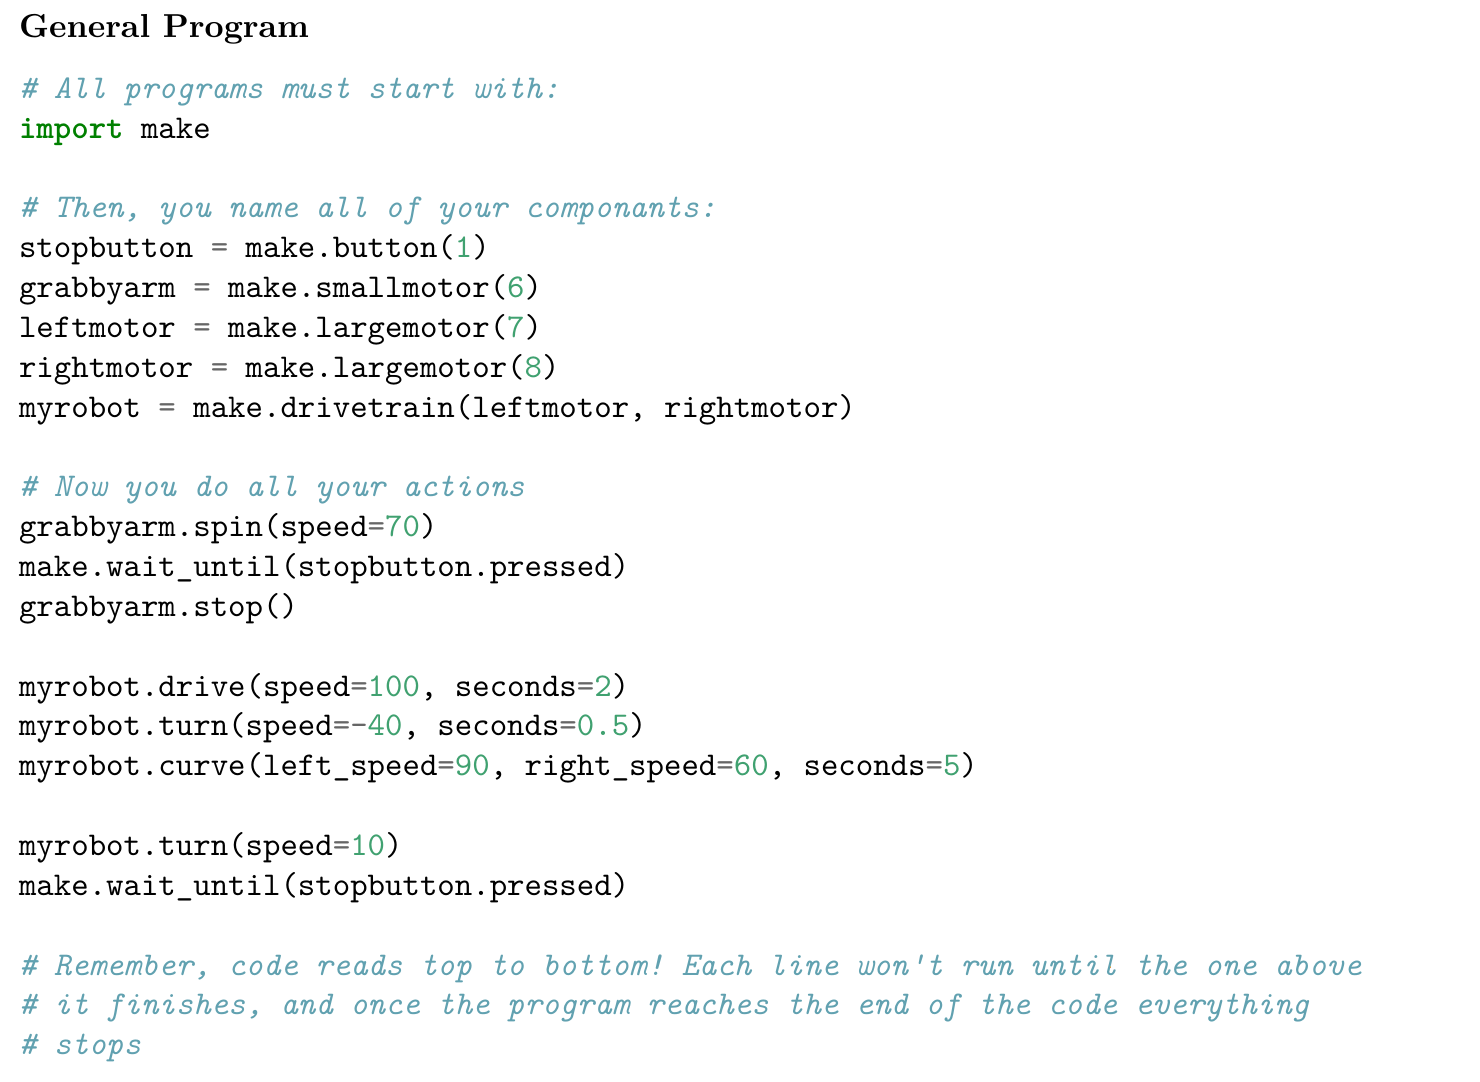 General Program
# All programs must start with:
import make
# Then, you name all of your componants:
stopbutton = make.button(1)
grabbyarm = make.smallmotor(6)
leftmotor = make.largemotor(7)
rightmotor = make.largemotor(8)
myrobot = make.drivetrain(leftmotor, rightmotor)
# Now you do all your actions
grabbyarm.spin(speed=70)
make.wait_until(stopbutton.pressed)
grabbyarm.stop()
myrobot.drive(speed=100, seconds=2)
myrobot.turn(speed=-40, seconds=0.5)
myrobot.curve(left_speed=90, right_speed=60, seconds=5)
myrobot.turn(speed=10)
make.wait_until(stopbutton.pressed)
# Remember, code reads top to bottom! Each line won't run until the one above
# it finishes, and once the program reaches the end of the code everything
# stops